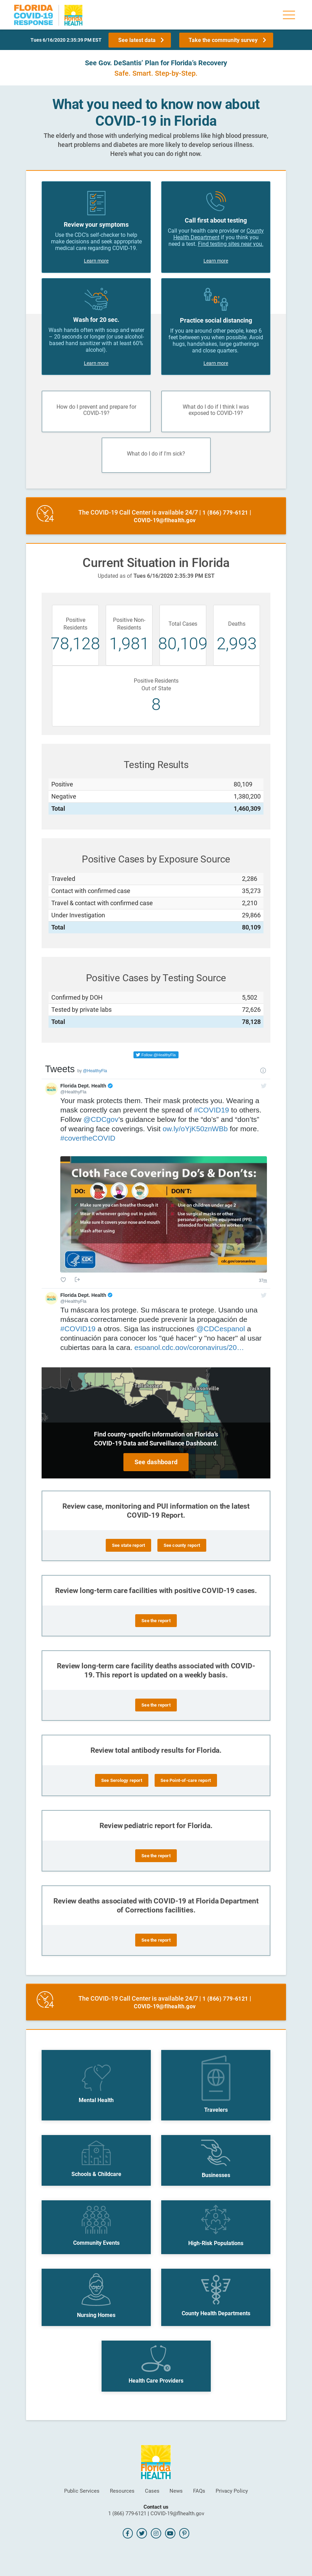 FLORIDA
COVID-19
RESPONSE
Florida
HEALTH
Tues 6/16/2020 2:35:39 PM EST
See latest data
Take the community survey
See Gov. DeSantis' Plan for Florida's Recovery
Safe. Smart. Step-by-Step.
What you need to know now about
COVID-19 in Florida
The elderly and those with underlying medical problems like high blood pressure,
heart problems and diabetes are more likely to develop serious illness.
Here's what you can do right now.
Review your symptoms
Use the CDC's self-checker to help
make decisions and seek appropriate
medical care regarding COVID-19.
Learn more
Call first about testing
Call your health care provider or County
Health Department if you think you
need a test. Find testing sites near you.
Learn more
Wash for 20 sec.
Wash hands often with soap and water
– 20 seconds or longer (or use alcohol-
based hand sanitizer with at least 60%
alcohol).
Learn more
6'
Practice social distancing
If you are around other people, keep 6
feet between you when possible. Avoid
hugs, handshakes, large gatherings
and close quarters.
Learn more
How do I prevent and prepare for
COVID-19?
What do I do if I think I was
exposed to COVID-19?
What do I do if I'm sick?
24
The COVID-19 Call Center is available 24/7 | 1 (866) 779-6121 |
COVID-19@flhealth.gov
Current Situation in Florida
Updated as of Tues 6/16/2020 2:35:39 PM EST
Positive
Residents
78,128
Positive Non-
Residents
1,981
Total Cases
80,109
Deaths
2,993
Positive Residents
Out of State
8
Testing Results
Positive 80,109
Negative 1,380,200
Total 1,460,309
Positive Cases by Exposure Source
Traveled 2,286
Contact with confirmed case 35,273
Travel & contact with confirmed case 2,210
Under Investigation 29,866
Total 80,109
Positive Cases by Testing Source
Confirmed by DOH 5,502
Tested by private labs 72,626
Total 78,128
Follow @HealthyFla
Tweets by @HealthyFla
Florida Dept. Health
@HealthyFla
Your mask protects them. Their mask protects you. Wearing a
mask correctly can prevent the spread of #COVID19 to others.
Follow @CDCgov's guidance below for the "do's" and "don'ts"
of wearing face coverings. Visit ow.ly/oYjK50znWBb for more.
#covertheCOVID
Cloth Face Covering Do's & Don'ts:
DO:
DON'T:
Make sure you can breathe through it
Wear it whenever going out in public
Make sure it covers your nose and mouth
Wash after using
Use on children under age 2
Use surgical masks or other
personal protective equipment (PPE)
intended for healthcare workers
CDC
cdc.gov/coronavirus
Florida Dept. Health
@HealthyFla
Tu máscara los protege. Su máscara te protege. Usando una
máscara correctamente puede prevenir la propagación de
#COVID19 a otros. Siga las instrucciones @CDCespanol a
continuación para conocer los "qué hacer" y "no hacer" al usar
cubiertas para la cara. espanol.cdc.gov/coronavirus/20…
Tallahassee
Jacksonville
Find county-specific information on Florida's
COVID-19 Data and Surveillance Dashboard.
See dashboard
Review case, monitoring and PUI information on the latest
COVID-19 Report.
See state report
See county report
Review long-term care facilities with positive COVID-19 cases.
See the report
Review long-term care facility deaths associated with COVID-
19. This report is updated on a weekly basis.
See the report
Review total antibody results for Florida.
See Serology report
See Point-of-care report
Review pediatric report for Florida.
See the report
Review deaths associated with COVID-19 at Florida Department
of Corrections facilities.
See the report
24
The COVID-19 Call Center is available 24/7 | 1 (866) 779-6121 |
COVID-19@flhealth.gov
Mental Health
Travelers
Schools & Childcare
Businesses
Community Events
High-Risk Populations
Nursing Homes
County Health Departments
Health Care Providers
Florida
HEALTH
Public Services
Resources
Cases
News
FAQs
Privacy Policy
Contact us
1 (866) 779-6121 | COVID-19@flhealth.gov